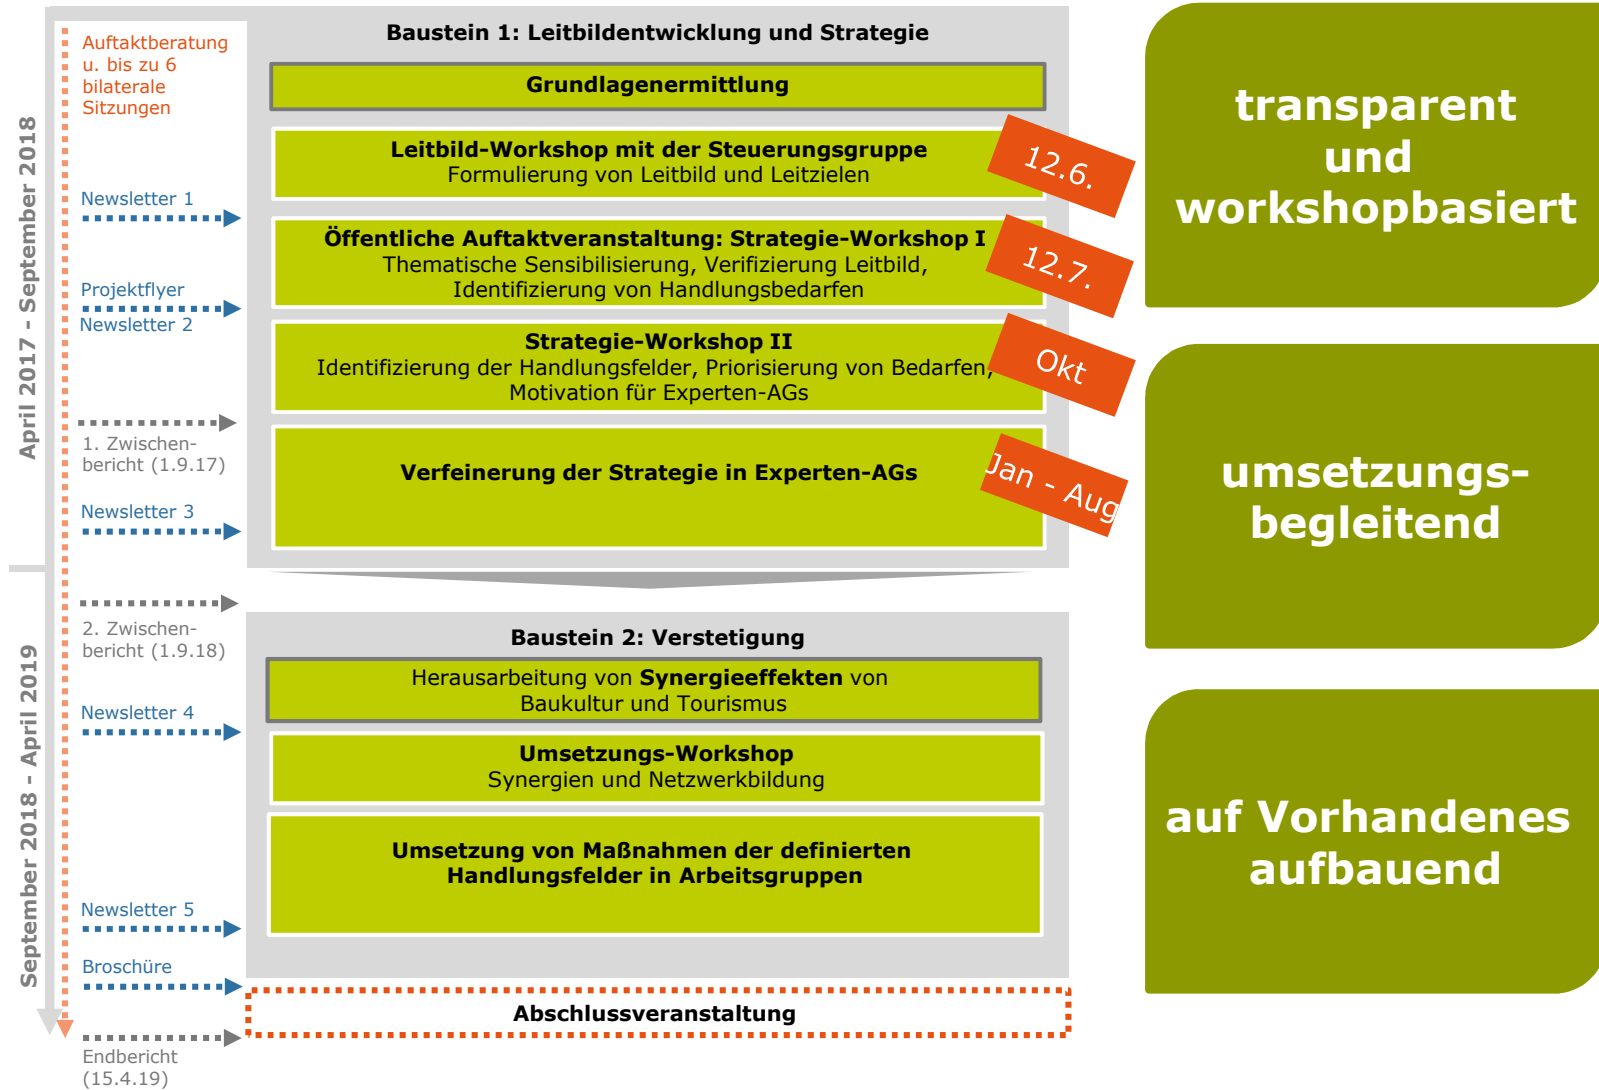 April 2017 - September 2018
September 2018 - April 2019
Auftaktberatung
u. bis zu 6
bilaterale
Sitzungen
Newsletter 1
Projektflyer
Newsletter 2
1. Zwischen-
bericht (1.9.17)
Newsletter 3
2. Zwischen-
bericht (1.9.18)
Newsletter 4
Newsletter 5
Broschüre
Endbericht
(15.4.19)
Baustein 1: Leitbildentwicklung und Strategie
Grundlagenermittlung
Leitbild-Workshop mit der Steuerungsgruppe
Formulierung von Leitbild und Leitzielen
12.6.
Öffentliche Auftaktveranstaltung: Strategie-Workshop I
Thematische Sensibilisierung, Verifizierung Leitbild,
Identifizierung von Handlungsbedarfen
12.7.
Strategie-Workshop II
Identifizierung der Handlungsfelder, Priorisierung von Bedarfen,
Motivation für Experten-AGs
Okt
Verfeinerung der Strategie in Experten-AGs
Jan - Aug
Baustein 2: Verstetigung
Herausarbeitung von Synergieeffekten von
Baukultur und Tourismus
Umsetzungs-Workshop
Synergien und Netzwerkbildung
Umsetzung von Maßnahmen der definierten
Handlungsfelder in Arbeitsgruppen
Abschlussveranstaltung
transparent
und
workshopbasiert
umsetzungs-
begleitend
auf Vorhandenes
aufbauend